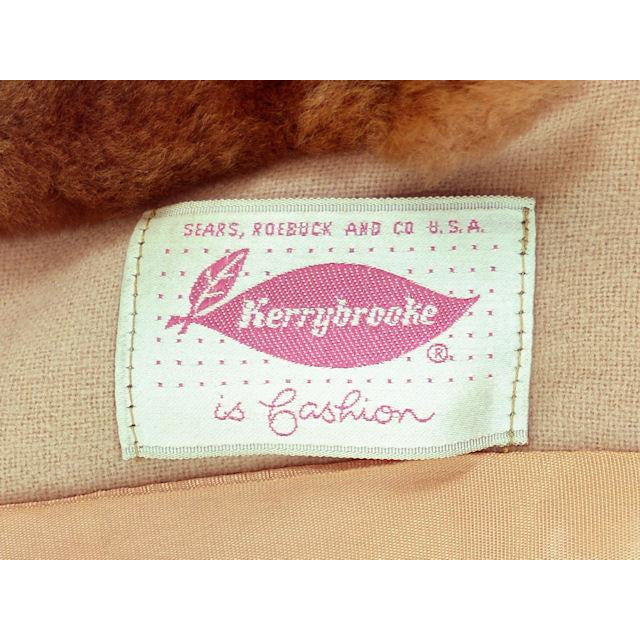 SEARS, ROEBUCK AND CO U.S.A.
Kerrybrooke
®
is fashion